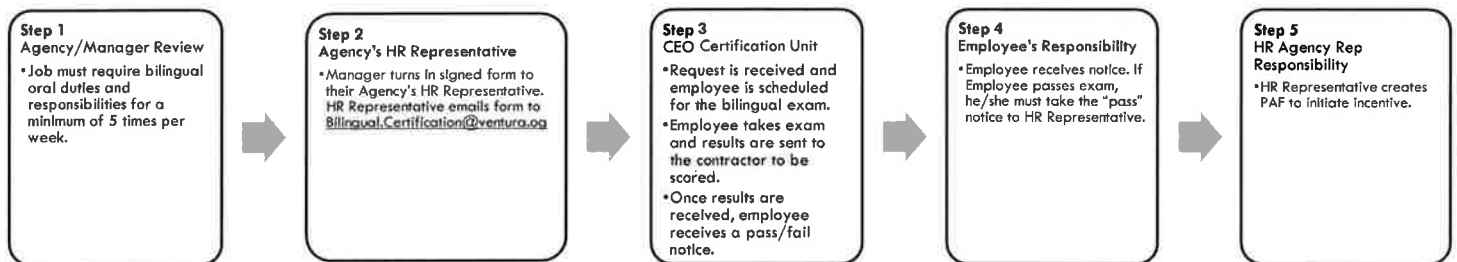 Step 1
Agency/Manager Review
•Job must require bilingual
oral duties and
responsibilities for a
minimum of 5 times per
week.
Step 2
Agency's HR Representative
•Manager turns in signed form to
their Agency's HR Representative.
HR Representative emails form to
Bilingual.Certification@ventura.og
Step 3
CEO Certification Unit
•Request is received and
employee is scheduled
for the bilingual exam.
•Employee takes exam
and results are sent to
the contractor to be
scored.
•Once results are
received, employee
receives a pass/fail
notice.
Step 4
Employee's Responsibility
•Employee receives notice. If
Employee passes exam,
he/she must take the "pass"
notice to HR Representative.
Step 5
HR Agency Rep
Responsibility
•HR Representative creates
PAF to initiate incentive.